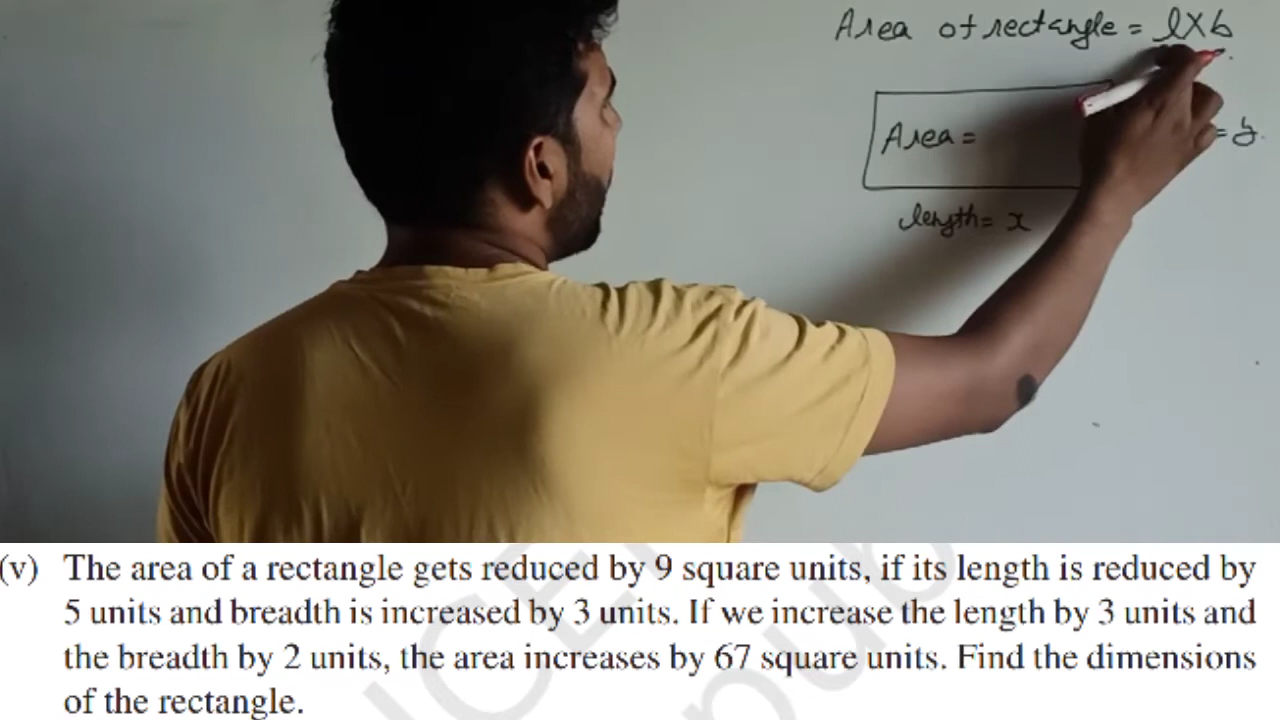 Area of rectangle = l×b
Area =
= y
length = x
(v) The area of a rectangle gets reduced by 9 square units, if its length is reduced by
5 units and breadth is increased by 3 units. If we increase the length by 3 units and
the breadth by 2 units, the area increases by 67 square units. Find the dimensions
of the rectangle.